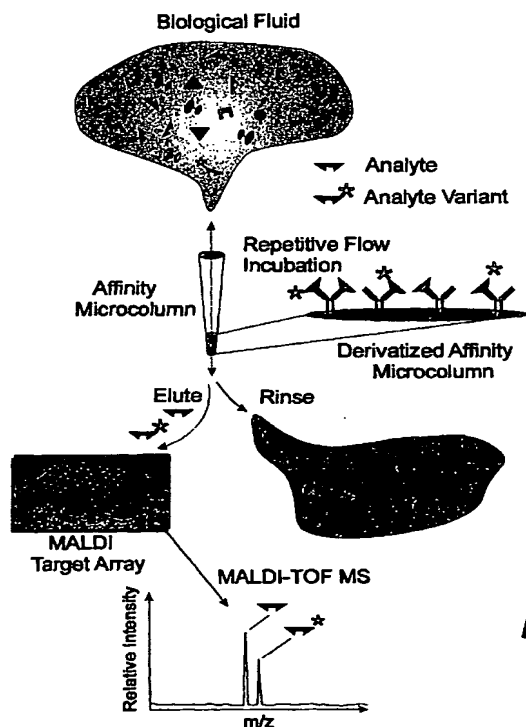 Biological Fluid
Analyte
Analyte Variant
Repetitive Flow
Incubation
Affinity
Microcolumn
Derivatized Affinity
Microcolumn
Elute
Rinse
MALDI
Target Array
MALDI-TOF MS
Relative Intensity
m/z